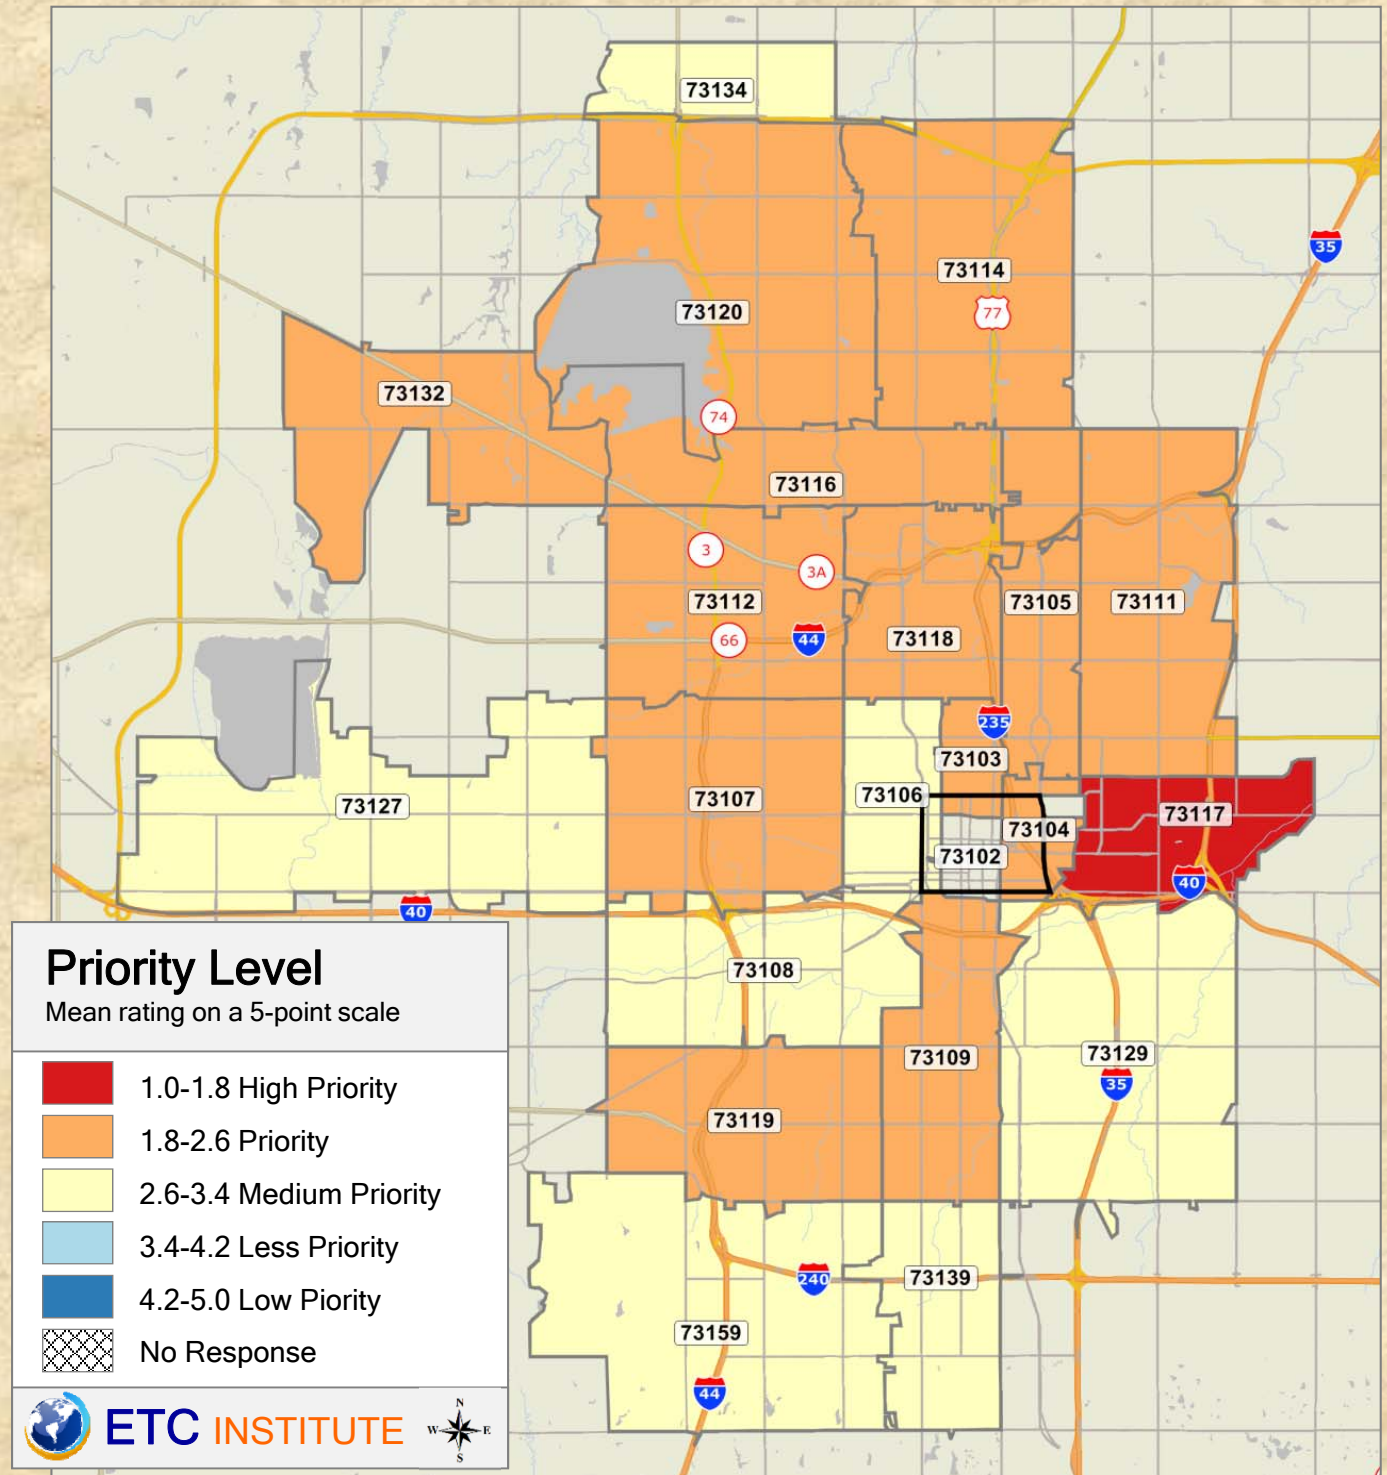 73134
35
73114
77
73120
73132
74
73116
3
3A
73112
73105
73111
66
44
73118
235
73103
73107
73106
73127
73117
73104
73102
40
40
Priority Level
Mean rating on a 5-point scale
1.0-1.8 High Priority
1.8-2.6 Priority
2.6-3.4 Medium Priority
3.4-4.2 Less Priority
4.2-5.0 Low Piority
No Response
ETC INSTITUTE
N
W E
S
73108
73109
73129
35
73119
240
73139
73159
44